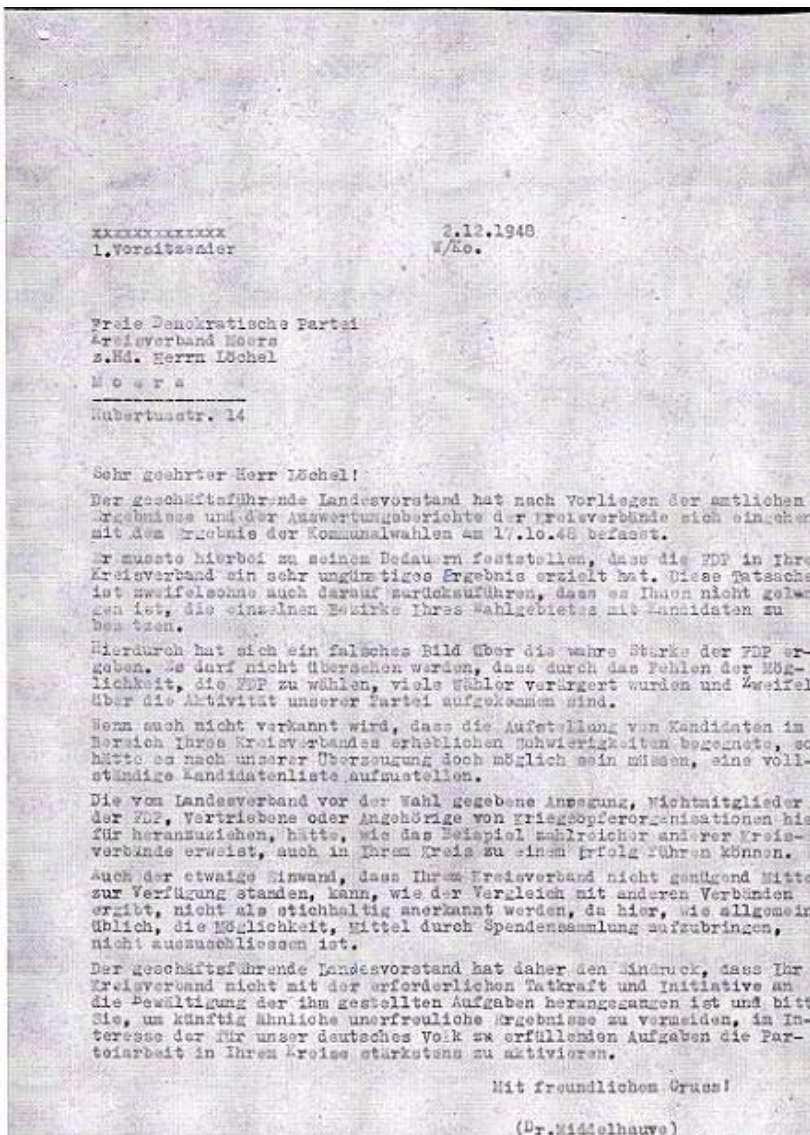 xxxxxxxxxxxxx 2.12.1948
1.Vorsitzender W/Ko.
Freie Demokratische Partei
Kreisverband Moers
z.Hd. Herrn Löchel
M o e r s
Hubertusstr. 14
Sehr geehrter Herr Löchel!
Der geschäftsführende Landesvorstand hat nach Vorliegen der amtlichen
Ergebnisse und der Auswertungsberichte der Kreisverbände sich eingehen
mit dem Ergebnis der Kommunalwahlen am 17.10.48 befasst.
Er musste hierbei zu seinem Bedauern feststellen, dass die FDP in Ihre
Kreisverband ein sehr ungünstiges Ergebnis erzielt hat. Diese Tatsache
ist zweifelsohne auch darauf zurückzuführen, dass es Ihnen nicht gelun
gen ist, die einzelnen Bezirke Ihres Wahlgebietes mit Kandidaten zu
bes tzen.
Hierdurch hat sich ein falsches Bild über die wahre Stärke der FDP er-
geben. Es darf nicht übersehen werden, dass durch das Fehlen der Mög-
lichkeit, die FDP zu wählen, viele Wähler verärgert wurden und Zweifel
über die Aktivität unserer Partei aufgekommen sind.
Wenn auch nicht verkannt wird, dass die Aufstellung von Kandidaten im
Bereich Ihres Kreisverbandes erheblichen Schwierigkeiten begegnete, so
hätte es nach unserer Überzeugung doch möglich sein müssen, eine voll-
ständige Kandidatenliste aufzustellen.
Die vom Landesverband vor der Wahl gegebene Anregung, Nichtmitglieder
der FDP, Vertriebene oder Angehörige von Kriegsopferorganisationen hie
für heranzuziehen, hätte, wie das Beispiel zahlreicher anderer Kreis-
verbände erweist, auch in Ihrem Kreis zu einem Erfolg führen können.
Auch der etwaige Einwand, dass Ihrem Kreisverband nicht genügend Mitte
zur Verfügung standen, kann, wie der Vergleich mit anderen Verbänden
ergibt, nicht als stichhaltig anerkannt werden, da hier, wie allgemein
üblich, die Möglichkeit, Mittel durch Spendensammlung aufzubringen,
nicht auszuschliessen ist.
Der geschäftsführende Landesvorstand hat daher den Eindruck, dass Ihr
Kreisverband nicht mit der erforderlichen Tatkraft und Initiative an
die Bewältigung der ihm gestellten Aufgaben herangegangen ist und bitt
Sie, um künftig ähnliche unerfreuliche Ergebnisse zu vermeiden, im In-
teresse der für unser deutsches Volk zu erfüllenden Aufgaben die Par-
teiarbeit in Ihrem Kreise stärkstens zu aktivieren.
Mit freundlichem Gruss!
(Dr.Middelhauve)